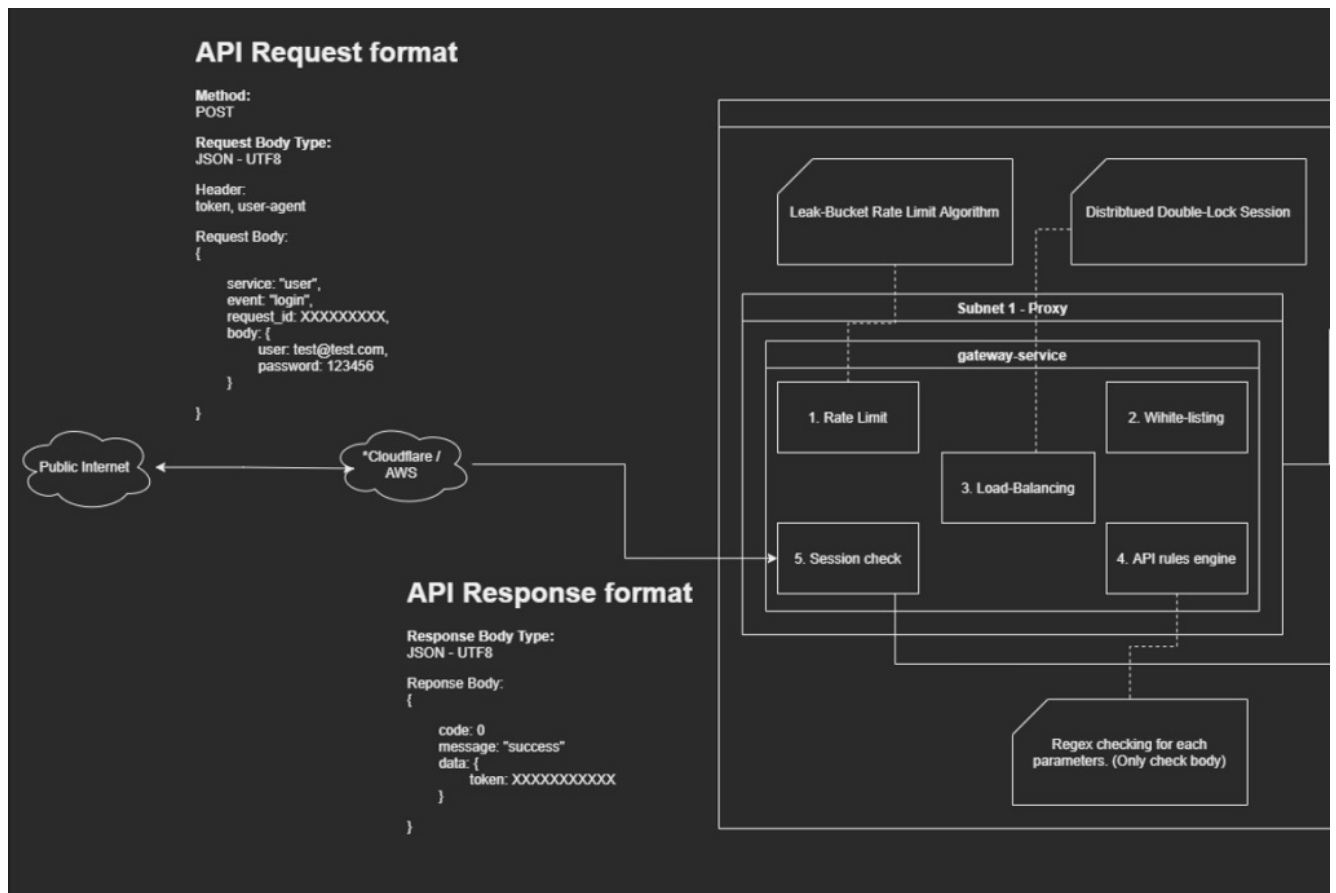 API Request format
Method:
POST
Request Body Type:
JSON - UTF8
Header:
token, user-agent
Request Body:
{
service: "user",
event: "login",
request_id: XXXXXXXXX,
body: {
user: test@test.com,
password: 123456
}
}
Public Internet
*Cloudflare /
AWS
API Response format
Response Body Type:
JSON - UTF8
Reponse Body:
{
code: 0
message: "success"
data: {
token: XXXXXXXXXXX
}
}
Leak-Bucket Rate Limit Algorithm
Distribtued Double-Lock Session
Subnet 1 - Proxy
gateway-service
1. Rate Limit
2. Wihite-listing
3. Load-Balancing
5. Session check
4. API rules engine
Regex checking for each
parameters. (Only check body)